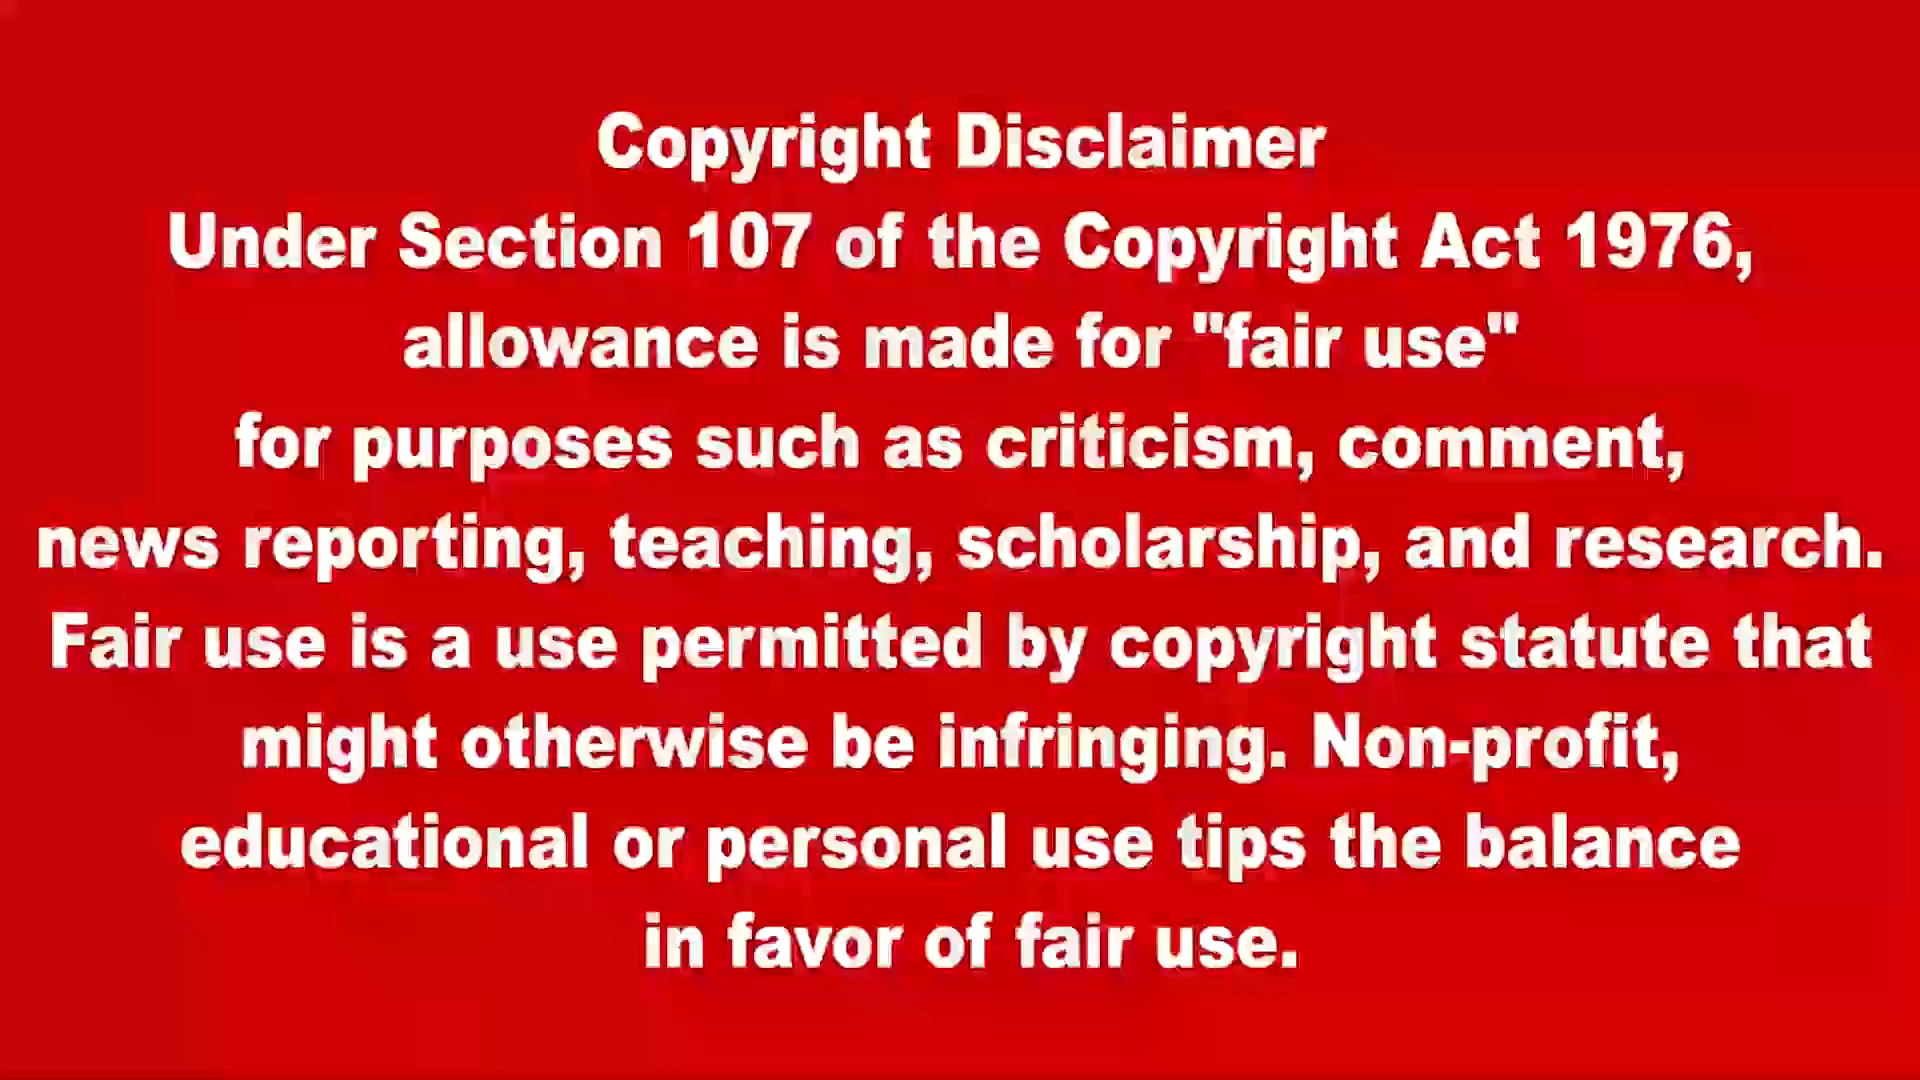 Copyright Disclaimer
Under Section 107 of the Copyright Act 1976,
allowance is made for "fair use"
for purposes such as criticism, comment,
news reporting, teaching, scholarship, and research.
Fair use is a use permitted by copyright statute that
might otherwise be infringing. Non-profit,
educational or personal use tips the balance
in favor of fair use.